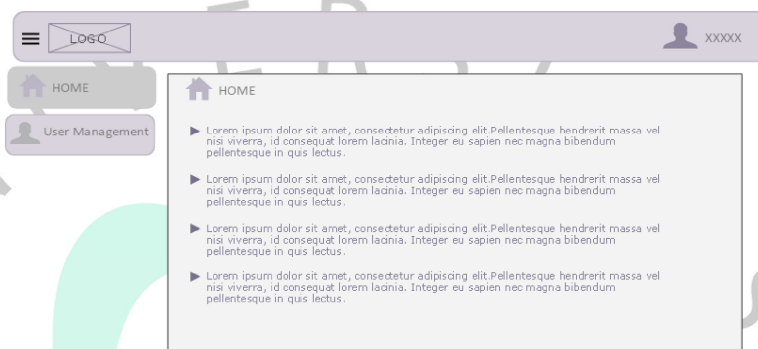 LOGO
XXXXX
HOME
User Management
HOME
Lorem ipsum dolor sit amet, consectetur adipiscing elit.Pellentesque hendrerit massa vel
nisi viverra, id consequat lorem lacinia. Integer eu sapien nec magna bibendum
pellentesque in quis lectus.
Lorem ipsum dolor sit amet, consectetur adipiscing elit.Pellentesque hendrerit massa vel
nisi viverra, id consequat lorem lacinia. Integer eu sapien nec magna bibendum
pellentesque in quis lectus.
Lorem ipsum dolor sit amet, consectetur adipiscing elit.Pellentesque hendrerit massa vel
nisi viverra, id consequat lorem lacinia. Integer eu sapien nec magna bibendum
pellentesque in quis lectus.
Lorem ipsum dolor sit amet, consectetur adipiscing elit.Pellentesque hendrerit massa vel
nisi viverra, id consequat lorem lacinia. Integer eu sapien nec magna bibendum
pellentesque in quis lectus.